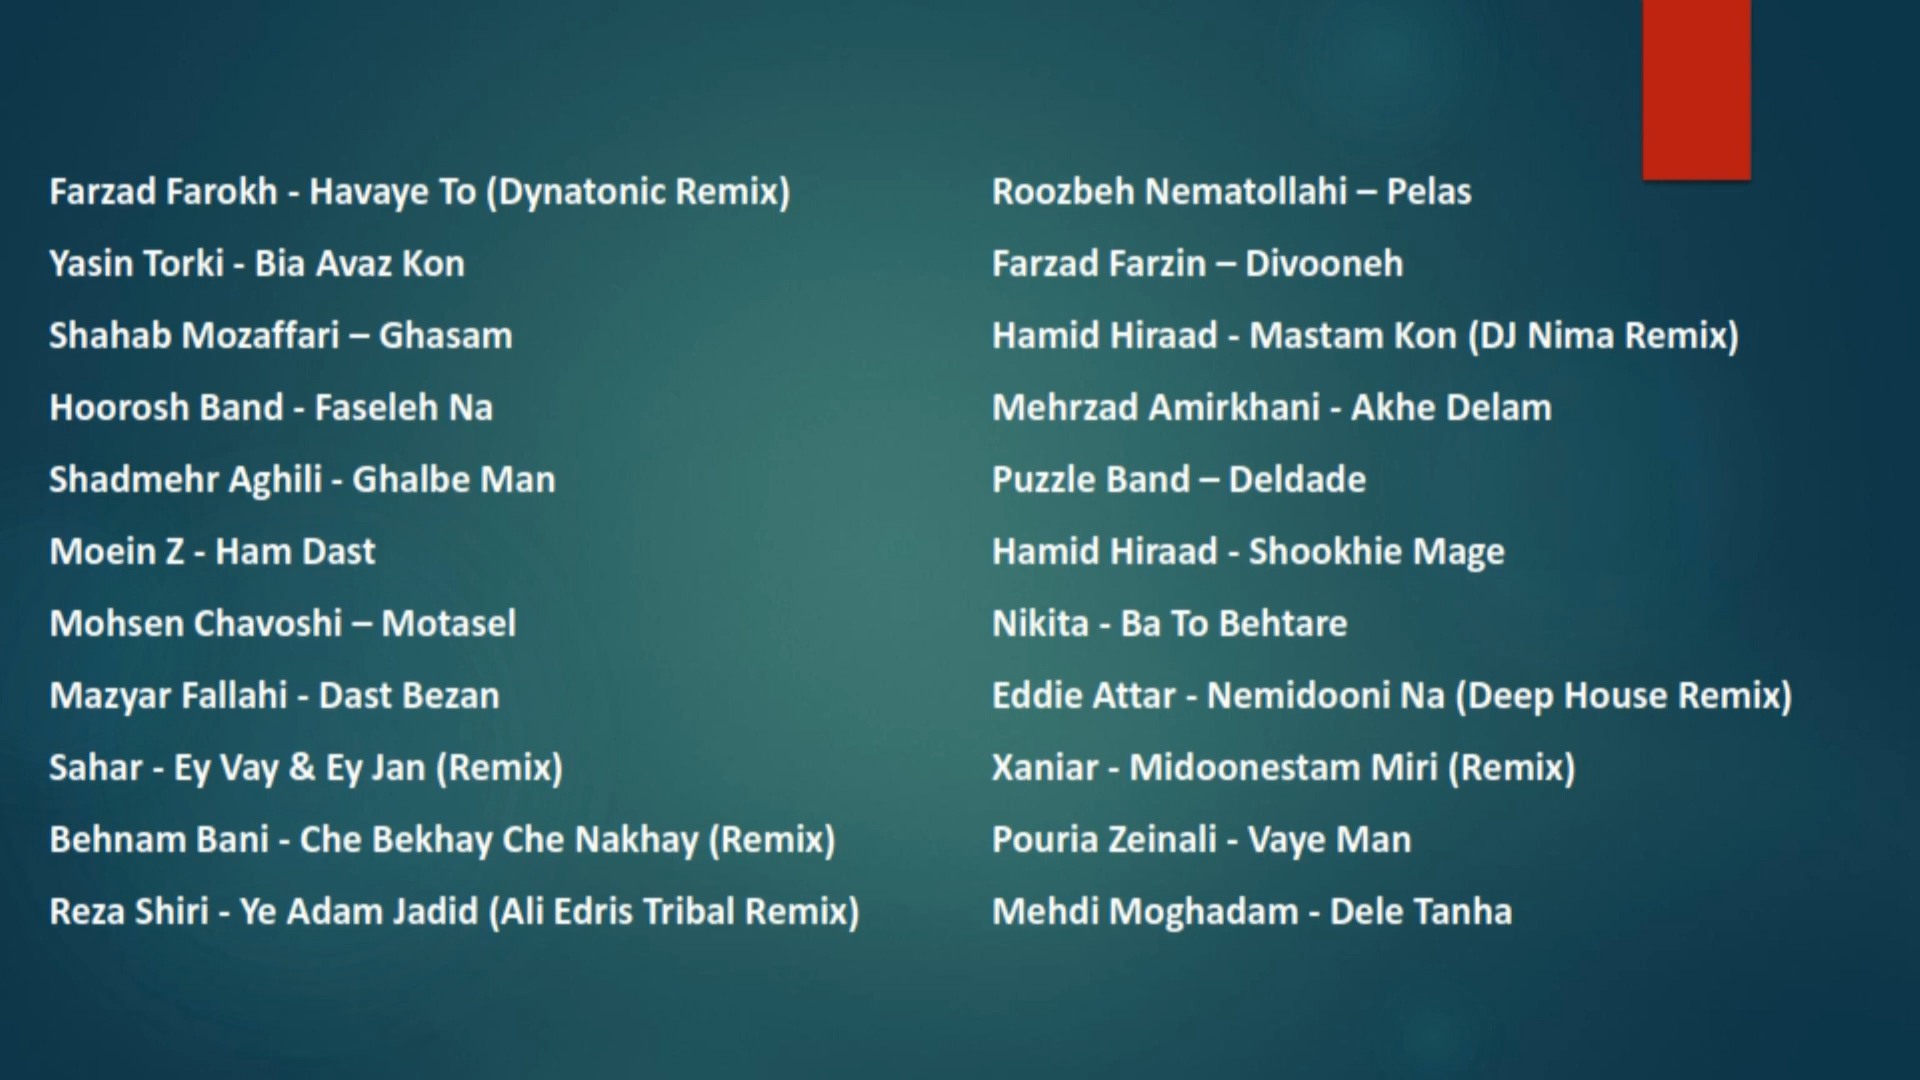 Farzad Farokh - Havaye To (Dynatonic Remix)
Yasin Torki - Bia Avaz Kon
Shahab Mozaffari – Ghasam
Hoorosh Band - Faseleh Na
Shadmehr Aghili - Ghalbe Man
Moein Z - Ham Dast
Mohsen Chavoshi – Motasel
Mazyar Fallahi - Dast Bezan
Sahar - Ey Vay & Ey Jan (Remix)
Behnam Bani - Che Bekhay Che Nakhay (Remix)
Reza Shiri - Ye Adam Jadid (Ali Edris Tribal Remix)
Roozbeh Nematollahi – Pelas
Farzad Farzin – Divooneh
Hamid Hiraad - Mastam Kon (DJ Nima Remix)
Mehrzad Amirkhani - Akhe Delam
Puzzle Band – Deldade
Hamid Hiraad - Shookhie Mage
Nikita - Ba To Behtare
Eddie Attar - Nemidooni Na (Deep House Remix)
Xaniar - Midoonestam Miri (Remix)
Pouria Zeinali - Vaye Man
Mehdi Moghadam - Dele Tanha